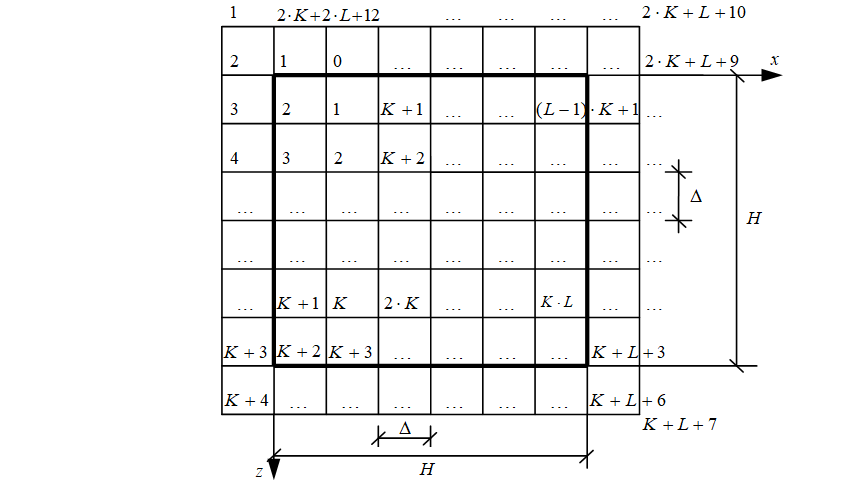 1 2·K+2·L+12 ... ... ... ... 2·K+L+10
2 1 0 ... ... ... ... ... 2·K+L+9 x
3 2 1 K+1 ... ... (L−1)·K+1 ...
4 3 2 K+2 ... ... ... ... ...
Δ
... ... ... ... ... ... ... ... ... H
... ... ... ... ... ... ... ... ...
... K+1 K 2·K ... ... K·L ... ...
K+3 K+2 K+3 ... ... ... ... K+L+3
K+4 ... ... ... ... ... ... K+L+6
K+L+7
Δ
z H